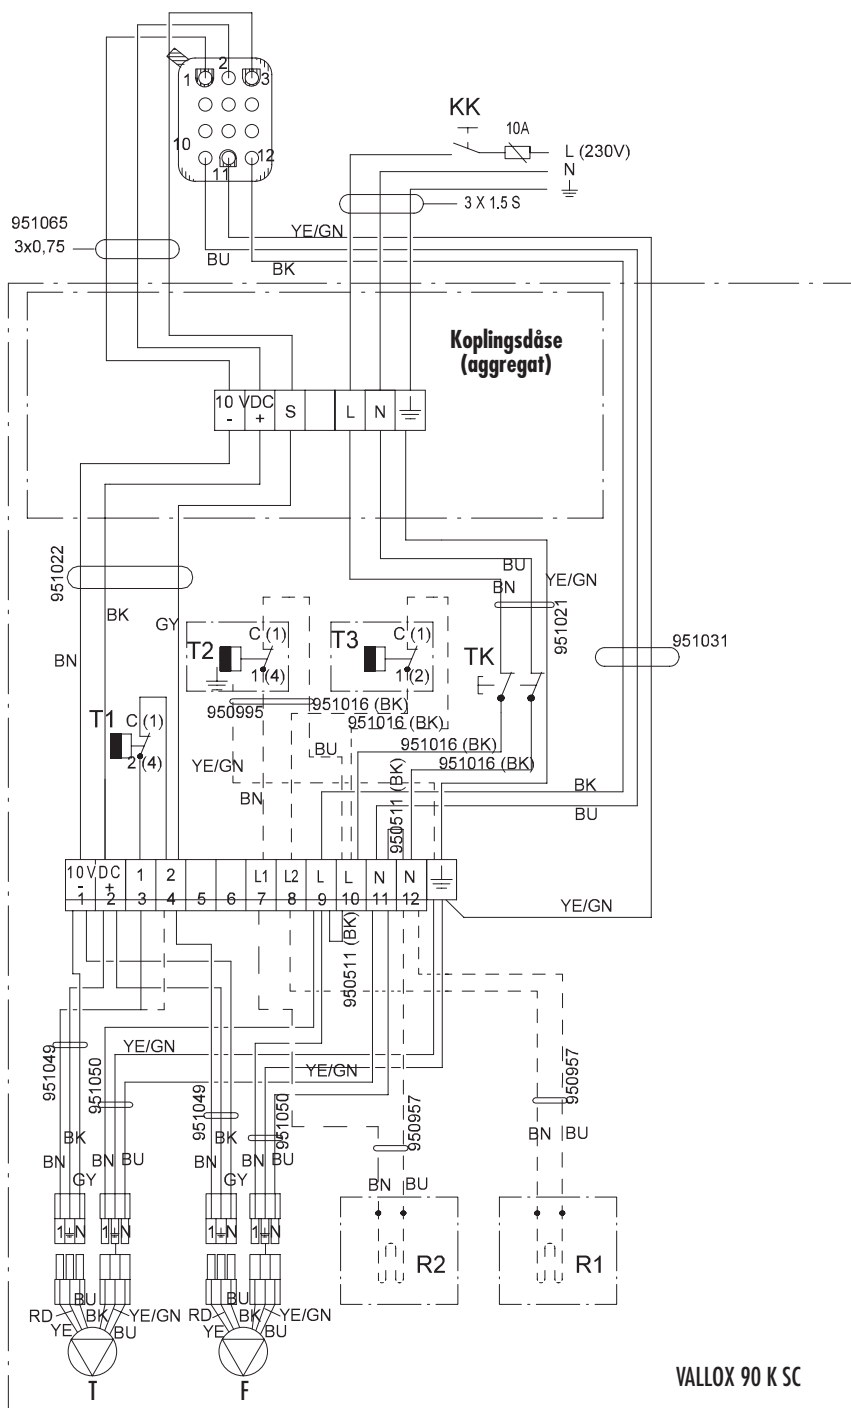 1
2
3
10
11
12
KK
10A
L (230V)
N
3 X 1.5 S
951065
3x0,75
YE/GN
BU
BK
Koplingsdåse
(aggregat)
10 VDC
- +
S
L
N
951022
BK
GY
BN
BU
BN
YE/GN
951021
951031
T2
C (1)
1 (4)
T3
C (1)
1 (2)
TK
950995
951016 (BK)
951016 (BK)
951016 (BK)
951016 (BK)
T1
C (1)
2 (4)
YE/GN
BU
BN
950511 (BK)
BK
BU
10 VDC
- +
1 2 L1 L2 L L N N
1 2 3 4 5 6 7 8 9 10 11 12
YE/GN
950511 (BK)
951049
951050
YE/GN
951049
951050
YE/GN
950957
950957
BK
BN
GY
BN
BU
BK
BN
GY
BN
BU
BN
BU
BN
BU
1 N
1 N
1 N
1 N
R2
R1
RD
YE
BU
BK
YE/GN
BU
RD
YE
BU
BK
YE/GN
BU
T
F
VALLOX 90 K SC